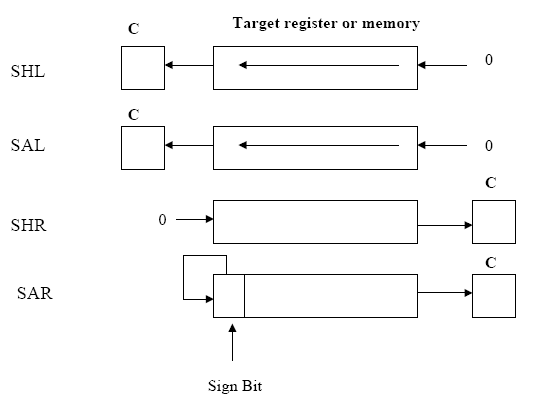 Target register or memory
C
SHL
0
C
SAL
0
C
SHR
0
C
SAR
Sign Bit